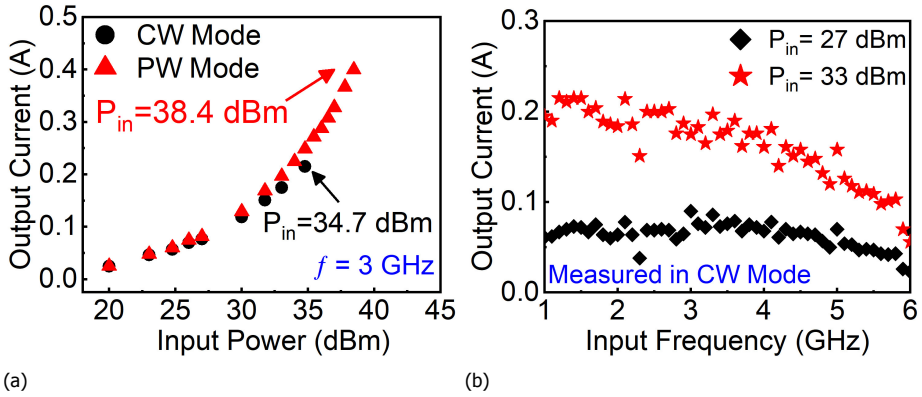 (a)
0.5
0.4
0.3
0.2
0.1
0.0
Output Current (A)
CW Mode
PW Mode
Pin=38.4 dBm
Pin=34.7 dBm
f = 3 GHz
20 25 30 35 40 45
Input Power (dBm)
(b)
0.3
0.2
0.1
0.0
Output Current (A)
Pin= 27 dBm
Pin= 33 dBm
Measured in CW Mode
1 2 3 4 5 6
Input Frequency (GHz)